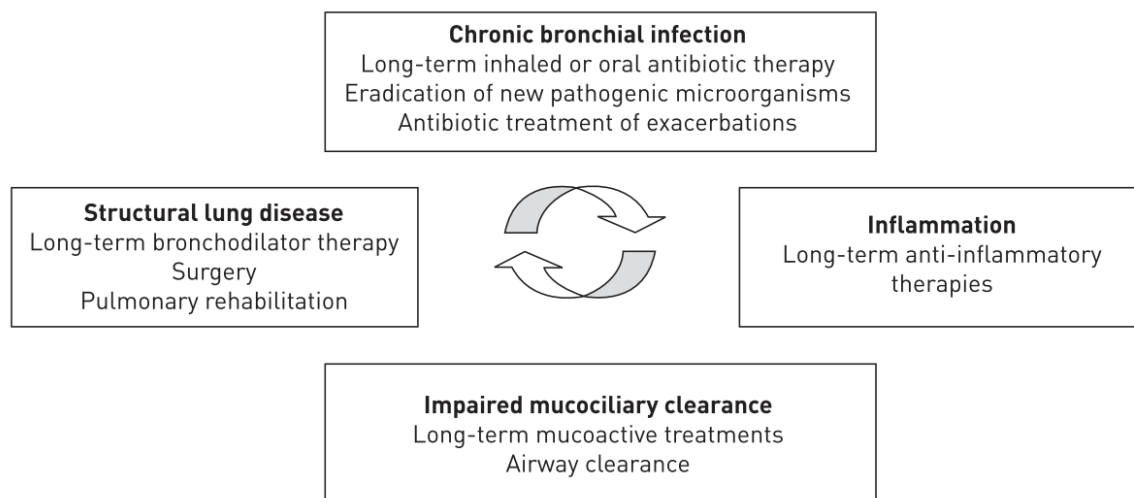 Chronic bronchial infection
Long-term inhaled or oral antibiotic therapy
Eradication of new pathogenic microorganisms
Antibiotic treatment of exacerbations
Structural lung disease
Long-term bronchodilator therapy
Surgery
Pulmonary rehabilitation
Inflammation
Long-term anti-inflammatory
therapies
Impaired mucociliary clearance
Long-term mucoactive treatments
Airway clearance